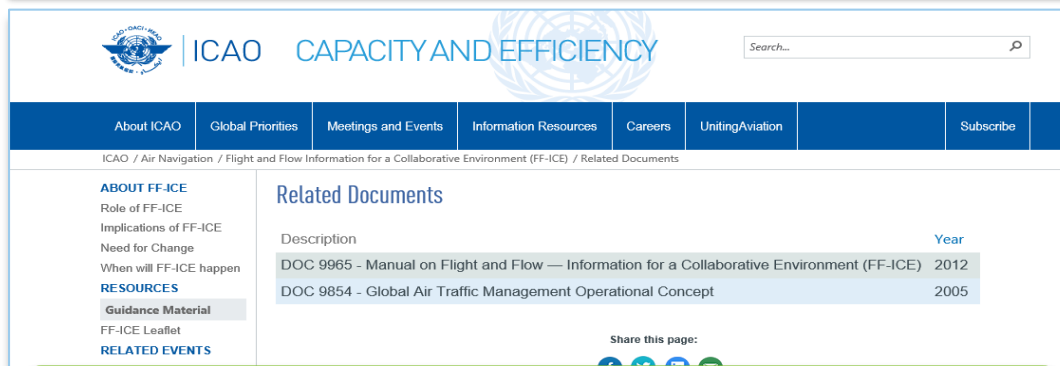 ICAO CAPACITY AND EFFICIENCY
Search...
About ICAO Global Priorities Meetings and Events Information Resources Careers UnitingAviation Subscribe
ICAO / Air Navigation / Flight and Flow Information for a Collaborative Environment (FF-ICE) / Related Documents
ABOUT FF-ICE
Role of FF-ICE
Implications of FF-ICE
Need for Change
When will FF-ICE happen
RESOURCES
Guidance Material
FF-ICE Leaflet
RELATED EVENTS
Related Documents
Description Year
DOC 9965 - Manual on Flight and Flow — Information for a Collaborative Environment (FF-ICE) 2012
DOC 9854 - Global Air Traffic Management Operational Concept 2005
Share this page: